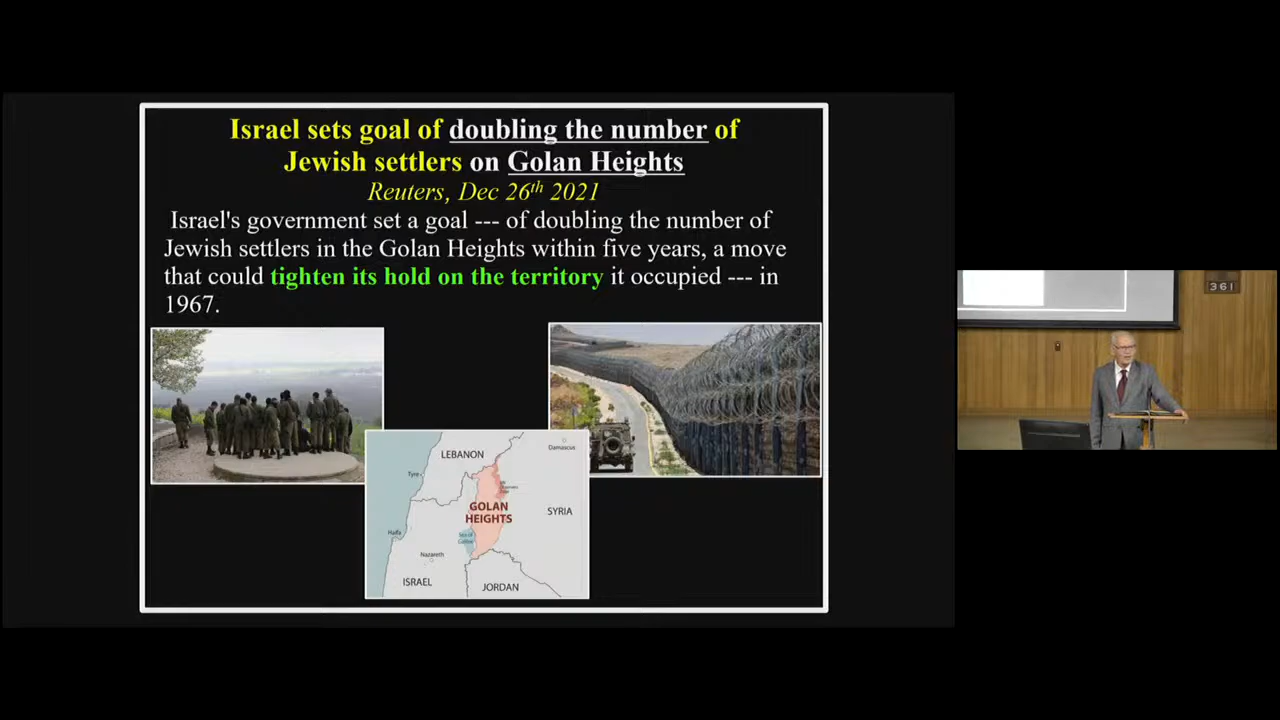 Israel sets goal of doubling the number of
Jewish settlers on Golan Heights
Reuters, Dec 26th 2021
Israel's government set a goal --- of doubling the number of
Jewish settlers in the Golan Heights within five years, a move
that could tighten its hold on the territory it occupied --- in
1967.
361
LEBANON
Damascus
Tyre
GOLAN
HEIGHTS
SYRIA
Haifa
Sea of
Galilee
Nazareth
ISRAEL
JORDAN